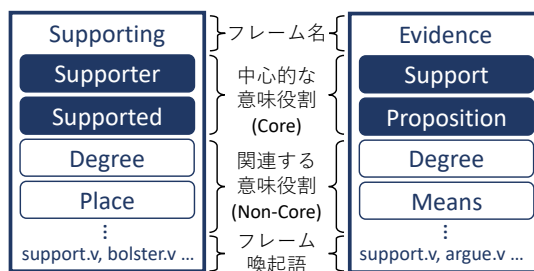 Supporting
Supporter
Supported
Degree
Place
⋮
support.v, bolster.v ...
フレーム名
中心的な
意味役割
(Core)
関連する
意味役割
(Non-Core)
フレーム
喚起語
Evidence
Support
Proposition
Degree
Means
⋮
support.v, argue.v ...